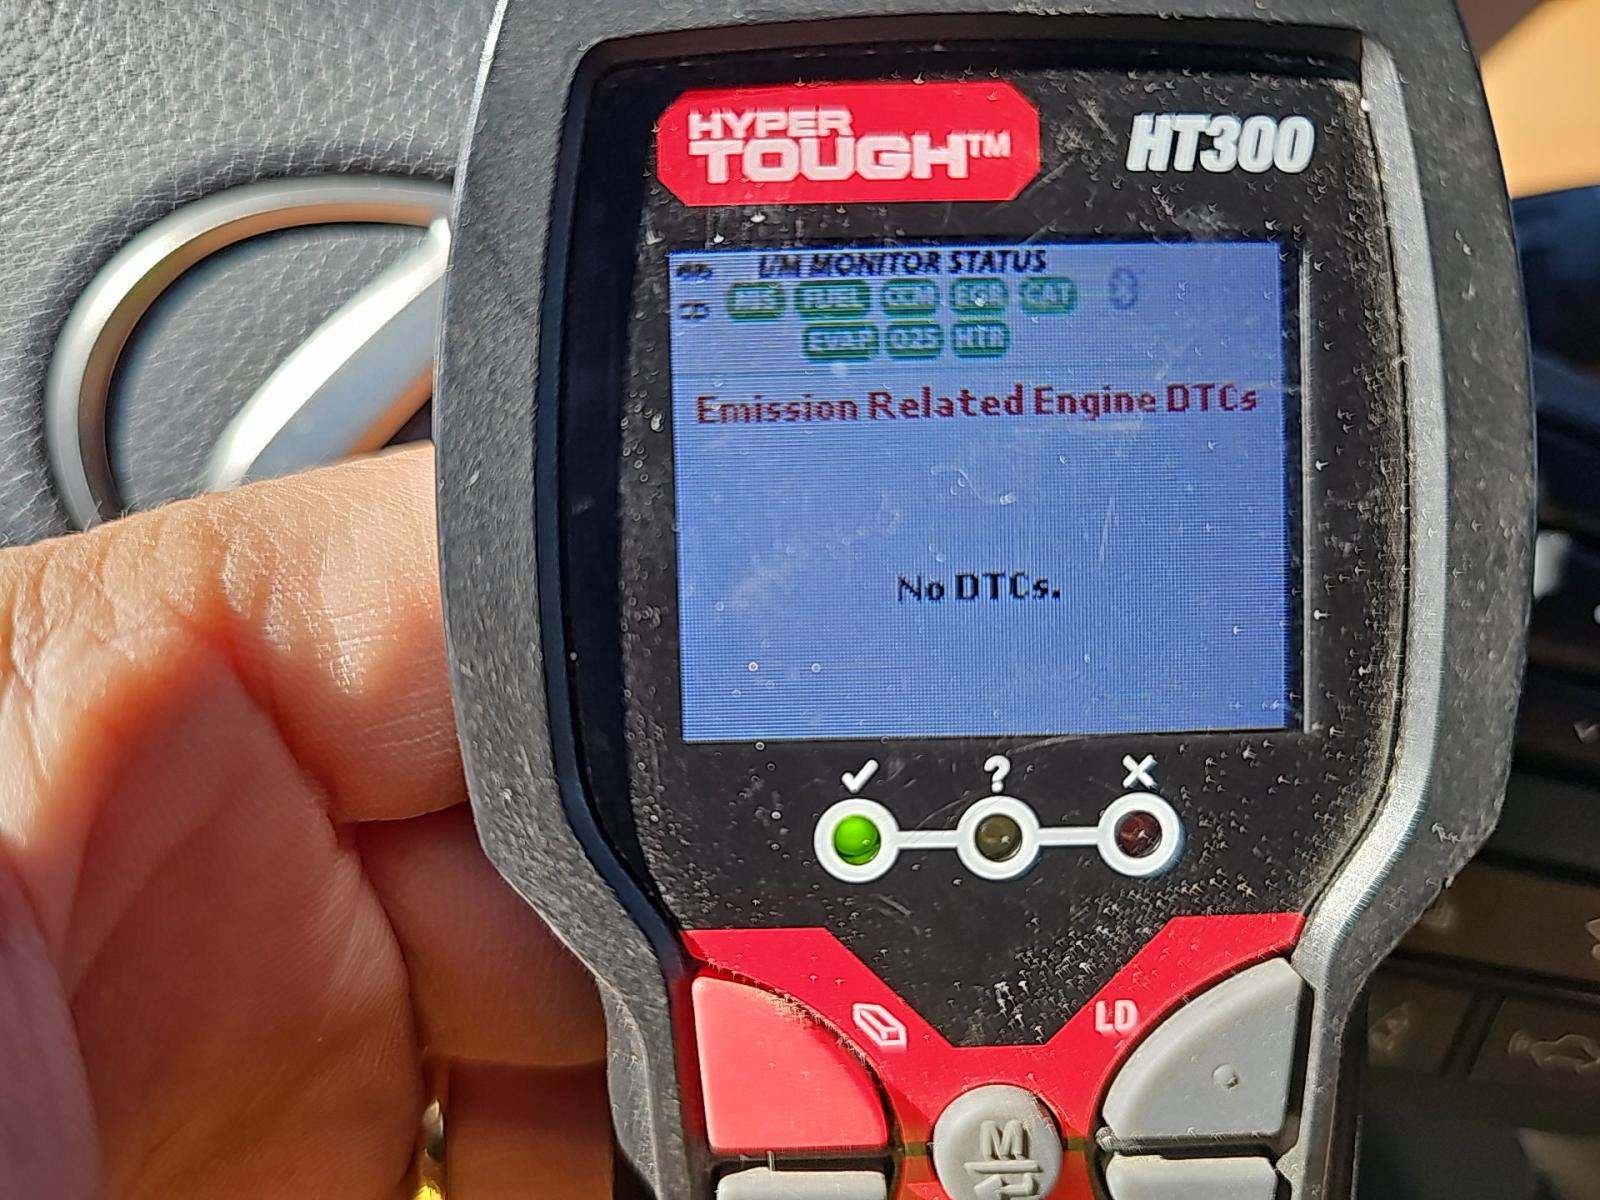 HYPER
TOUGH™
HT300
I/M MONITOR STATUS
MIS FUEL CCM EGR CAT
EVAP O2S HTR
Emission Related Engine DTCs
No DTCs.
✓ ? ✕
LD
I/M